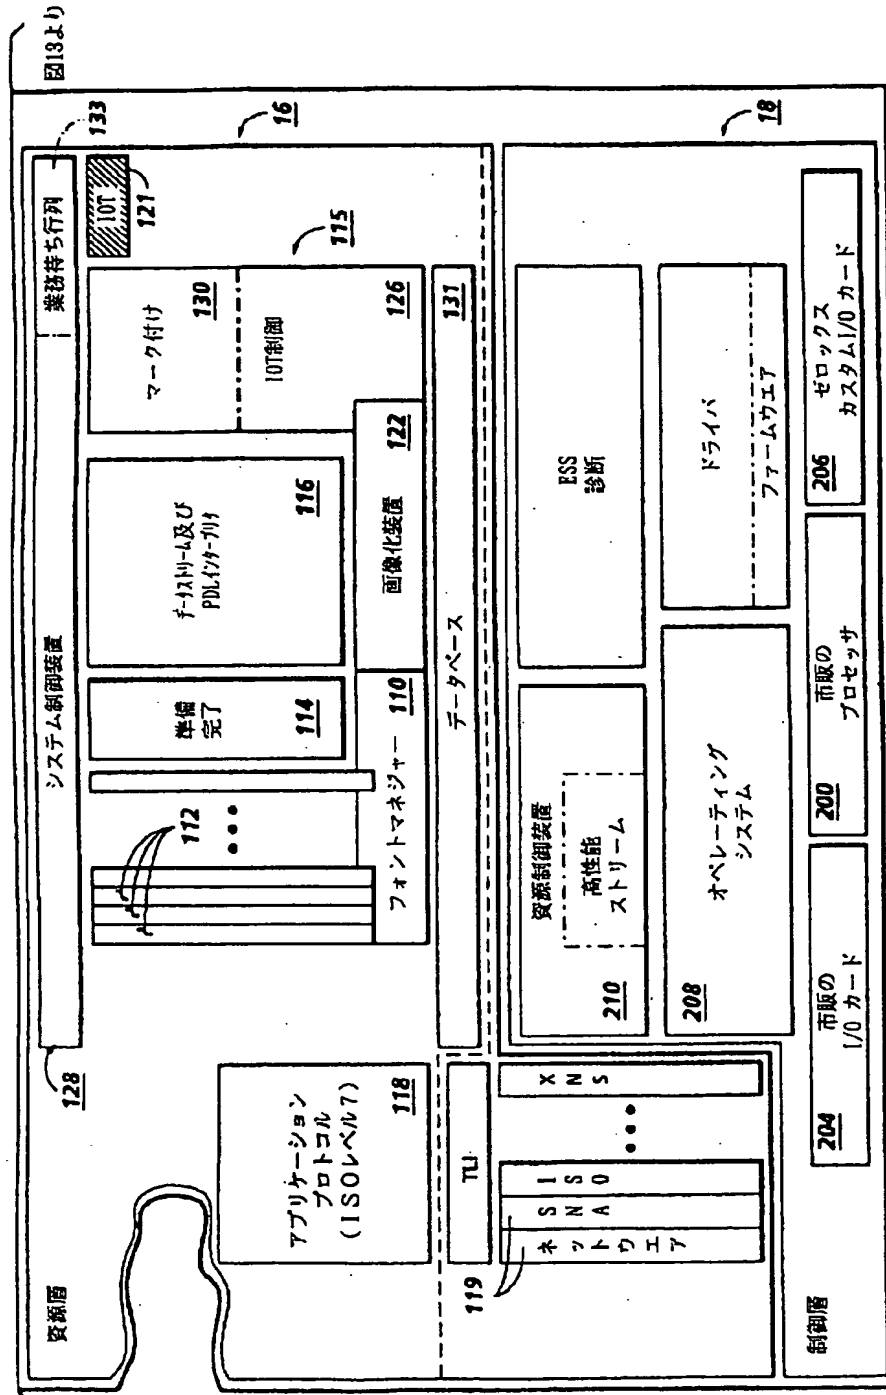 図13より
資源層
128
システム制御装置
業務待ち行列
133
アプリケーション
プロトコル
(ISOレベル7)
118
112
準備
完了
114
データストリーム及び
PDLインタープリタ
116
マーク付け
130
IOT
121
IOT制御
126
115
16
フォントマネジャー
110
画像化装置
122
データベース
131
TLI
119
ネットウエア
SNA
ISO
XNS
資源制御装置
高性能
ストリーム
210
ESS
診断
オペレーティング
システム
208
ドライバ
ファームウエア
18
制御層
204
市販の
I/Oカード
200
市販の
プロセッサ
206
ゼロックス
カスタムI/Oカード